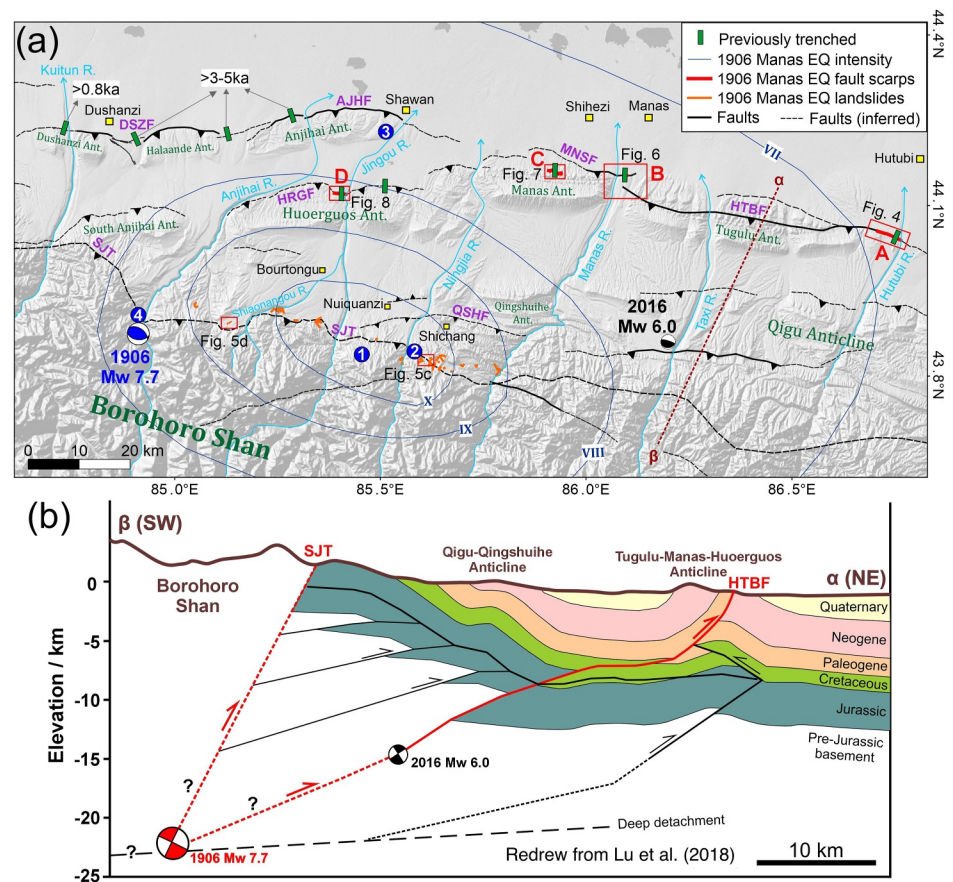 (a)
Kuitun R.
>0.8ka
>3-5ka
Dushanzi
DSZF
Dushanzi Ant.
Halaande Ant.
Anjihai Ant.
AJHF
Shawan
3
Jingou R.
Anjihai R.
HRGF
D
Fig. 8
Huoerguos Ant.
South Anjihai Ant.
SJT
Bourtongu
Shiaonangou R.
Nuiquanzi
SJT
QSHF
Shichang
Ningjia R.
Qingshuihe
Ant.
4
1906
Mw 7.7
Fig. 5d
1
2
Fig. 5c
X
IX
VIII
VII
Borohoro Shan
Shihezi
Manas
C
Fig. 7
MNSF
Manas Ant.
Fig. 6
B
Manas R.
HTBF
Tugulu Ant.
α
β
Hutubi
Fig. 4
A
Hutubi R.
2016
Mw 6.0
Taxi R.
Qigu Anticline
Previously trenched
1906 Manas EQ intensity
1906 Manas EQ fault scarps
1906 Manas EQ landslides
Faults
Faults (inferred)
44.4°N
44.1°N
43.8°N
0 10 20 km
85.0°E
85.5°E
86.0°E
86.5°E
(b)
β (SW)
SJT
Borohoro
Shan
Qigu-Qingshuihe
Anticline
Tugulu-Manas-Huoerguos
Anticline
HTBF
α (NE)
Elevation / km
0
-5
-10
-15
-20
-25
Quaternary
Neogene
Paleogene
Cretaceous
Jurassic
Pre-Jurassic
basement
2016 Mw 6.0
?
?
?
1906 Mw 7.7
Deep detachment
Redrew from Lu et al. (2018)
10 km